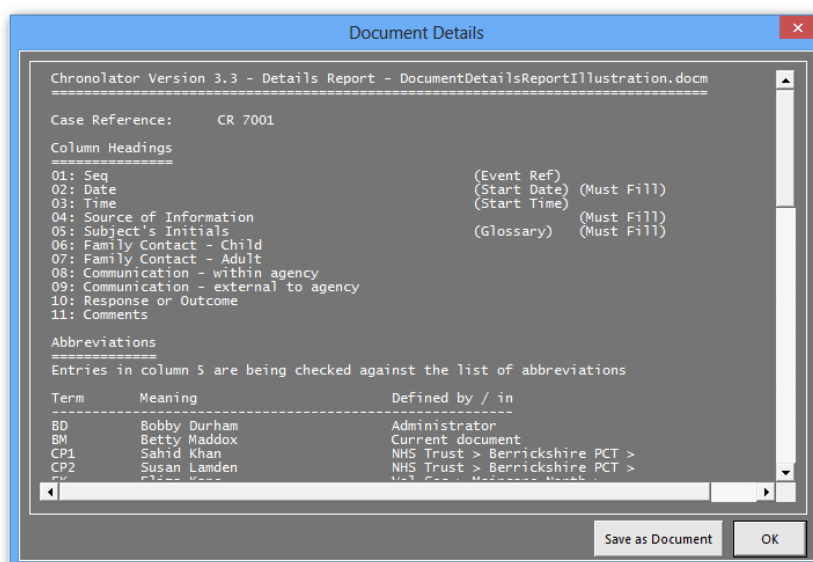 Document Details
Chronolator Version 3.3 - Details Report - DocumentDetailsReportIllustration.docm
=================================================================================
Case Reference: CR 7001
Column Headings
===============
01: Seq (Event Ref)
02: Date (Start Date) (Must Fill)
03: Time (Start Time)
04: Source of Information (Must Fill)
05: Subject's Initials (Glossary) (Must Fill)
06: Family Contact - Child
07: Family Contact - Adult
08: Communication - within agency
09: Communication - external to agency
10: Response or Outcome
11: Comments
Abbreviations
=============
Entries in column 5 are being checked against the list of abbreviations
Term Meaning Defined by / in
---------------------------------------------------------
BD Bobby Durham Administrator
BM Betty Maddox Current document
CP1 Sahid Khan NHS Trust > Berrickshire PCT >
CP2 Susan Lamden NHS Trust > Berrickshire PCT >
Save as Document OK